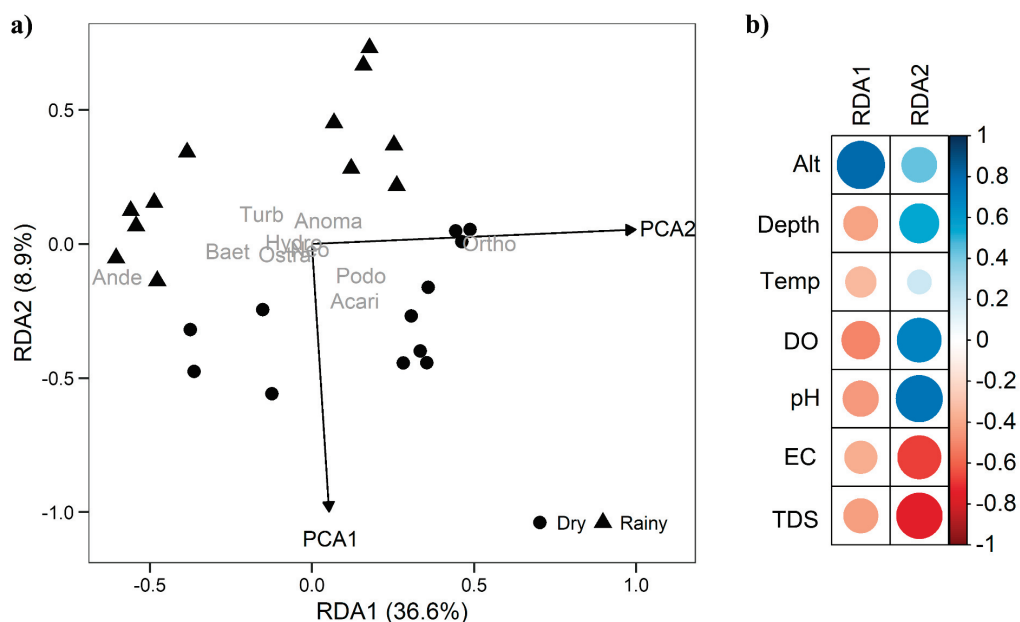 a)
0.5
0.0
-0.5
-1.0
RDA2 (8.9%)
Turb
Anoma
Hydro
Neo
Baet
Ostra
Ande
Podo
Acari
Ortho
PCA2
PCA1
Dry
Rainy
-0.5
0.0
0.5
1.0
RDA1 (36.6%)
b)
RDA1
RDA2
Alt
Depth
Temp
DO
pH
EC
TDS
1
0.8
0.6
0.4
0.2
0
-0.2
-0.4
-0.6
-0.8
-1